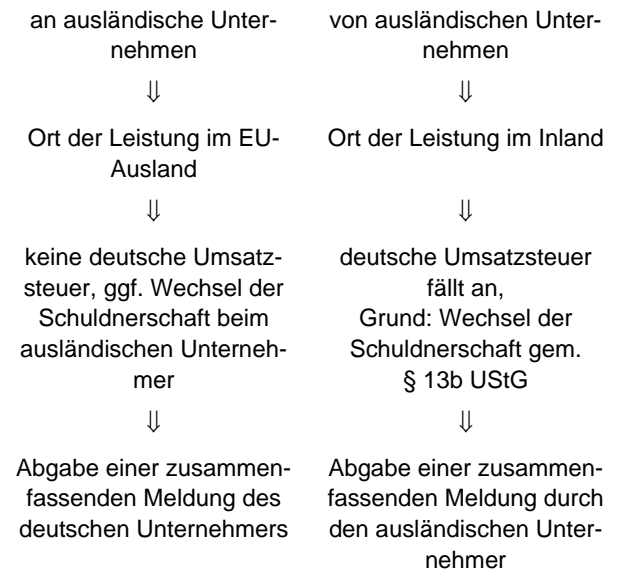 an ausländische Unter-
nehmen
⇓
Ort der Leistung im EU-
Ausland
⇓
keine deutsche Umsatz-
steuer, ggf. Wechsel der
Schuldnerschaft beim
ausländischen Unterneh-
mer
⇓
Abgabe einer zusammen-
fassenden Meldung des
deutschen Unternehmers
von ausländischen Unter-
nehmen
⇓
Ort der Leistung im Inland
⇓
deutsche Umsatzsteuer
fällt an,
Grund: Wechsel der
Schuldnerschaft gem.
§ 13b UStG
⇓
Abgabe einer zusammen-
fassenden Meldung durch
den ausländischen Unter-
nehmer